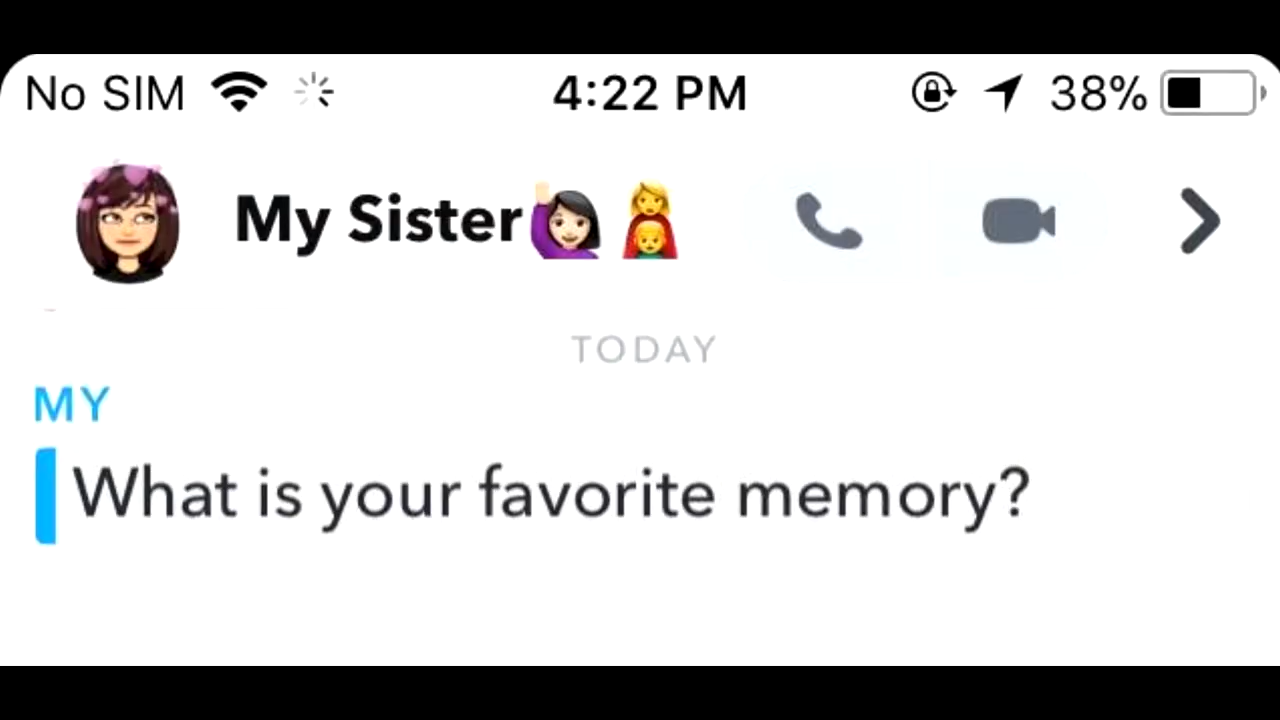 No SIM 4:22 PM 38%
My Sister🙋🏻‍♀️👩‍👦
TODAY
MY
What is your favorite memory?